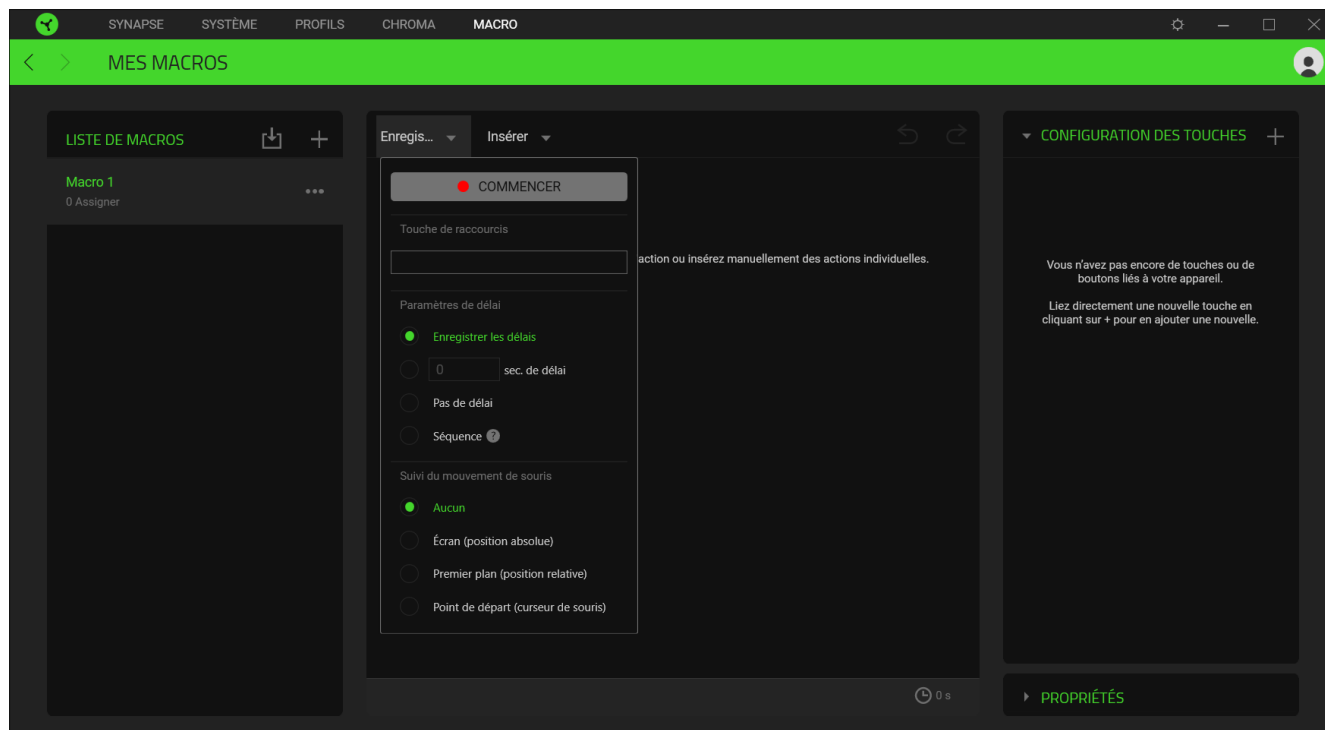 SYNAPSE SYSTÈME PROFILS CHROMA MACRO
MES MACROS
LISTE DE MACROS
Macro 1
0 Assigner
Enregis... Insérer
COMMENCER
Touche de raccourcis
action ou insérez manuellement des actions individuelles.
Paramètres de délai
Enregistrer les délais
0 sec. de délai
Pas de délai
Séquence ?
Suivi du mouvement de souris
Aucun
Écran (position absolue)
Premier plan (position relative)
Point de départ (curseur de souris)
0 s
CONFIGURATION DES TOUCHES
Vous n'avez pas encore de touches ou de
boutons liés à votre appareil.
Liez directement une nouvelle touche en
cliquant sur + pour en ajouter une nouvelle.
PROPRIÉTÉS